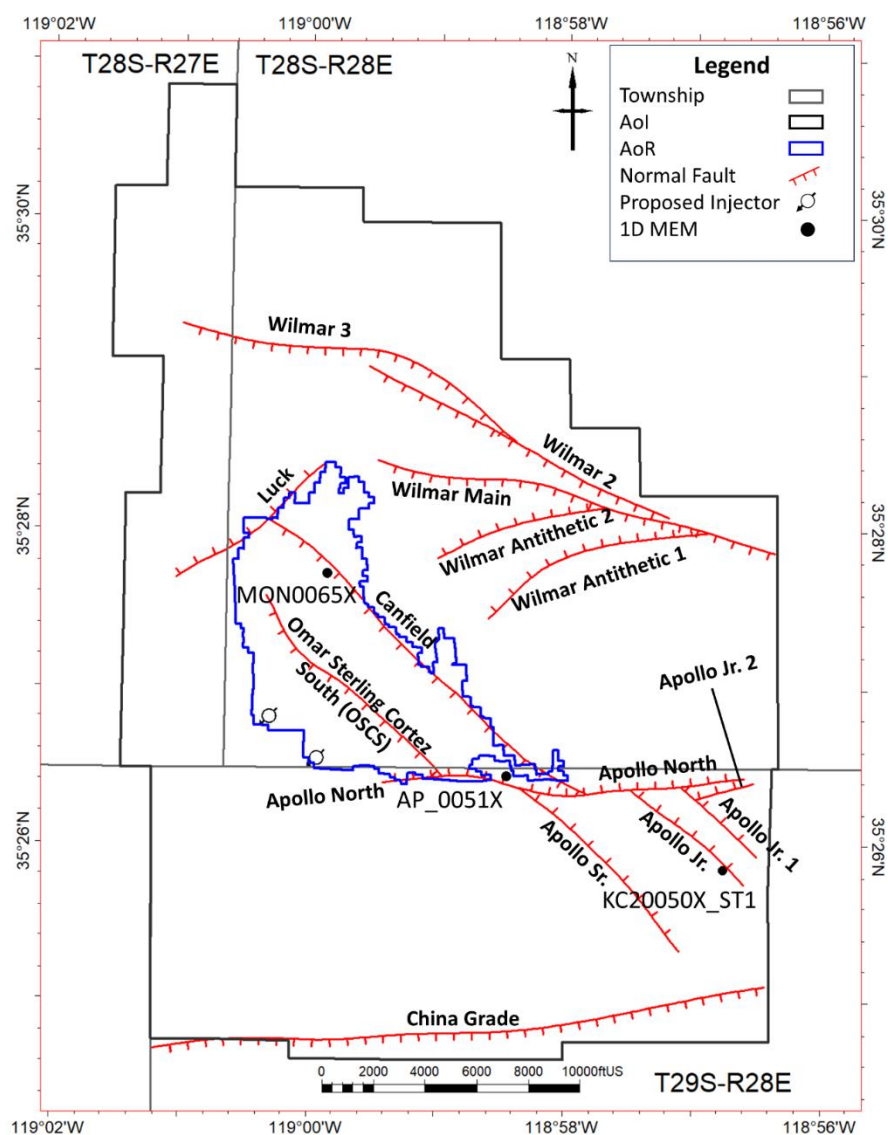 119°02'W
119°00'W
118°58'W
118°56'W
T28S-R27E
T28S-R28E
N
Legend
Township
AoI
AoR
Normal Fault
Proposed Injector
1D MEM
35°30'N
35°30'N
Wilmar 3
Wilmar 2
Luck
Wilmar Main
35°28'N
35°28'N
Wilmar Antithetic 2
Wilmar Antithetic 1
MON0065X
Canfield
Omar Sterling Cortez
South (OSCS)
Apollo Jr. 2
Apollo North
Apollo North
AP_0051X
35°26'N
35°26'N
Apollo Sr.
Apollo Jr.
Apollo Jr. 1
KC20050X_ST1
China Grade
0 2000 4000 6000 8000 10000ftUS
T29S-R28E
119°02'W
119°00'W
118°58'W
118°56'W